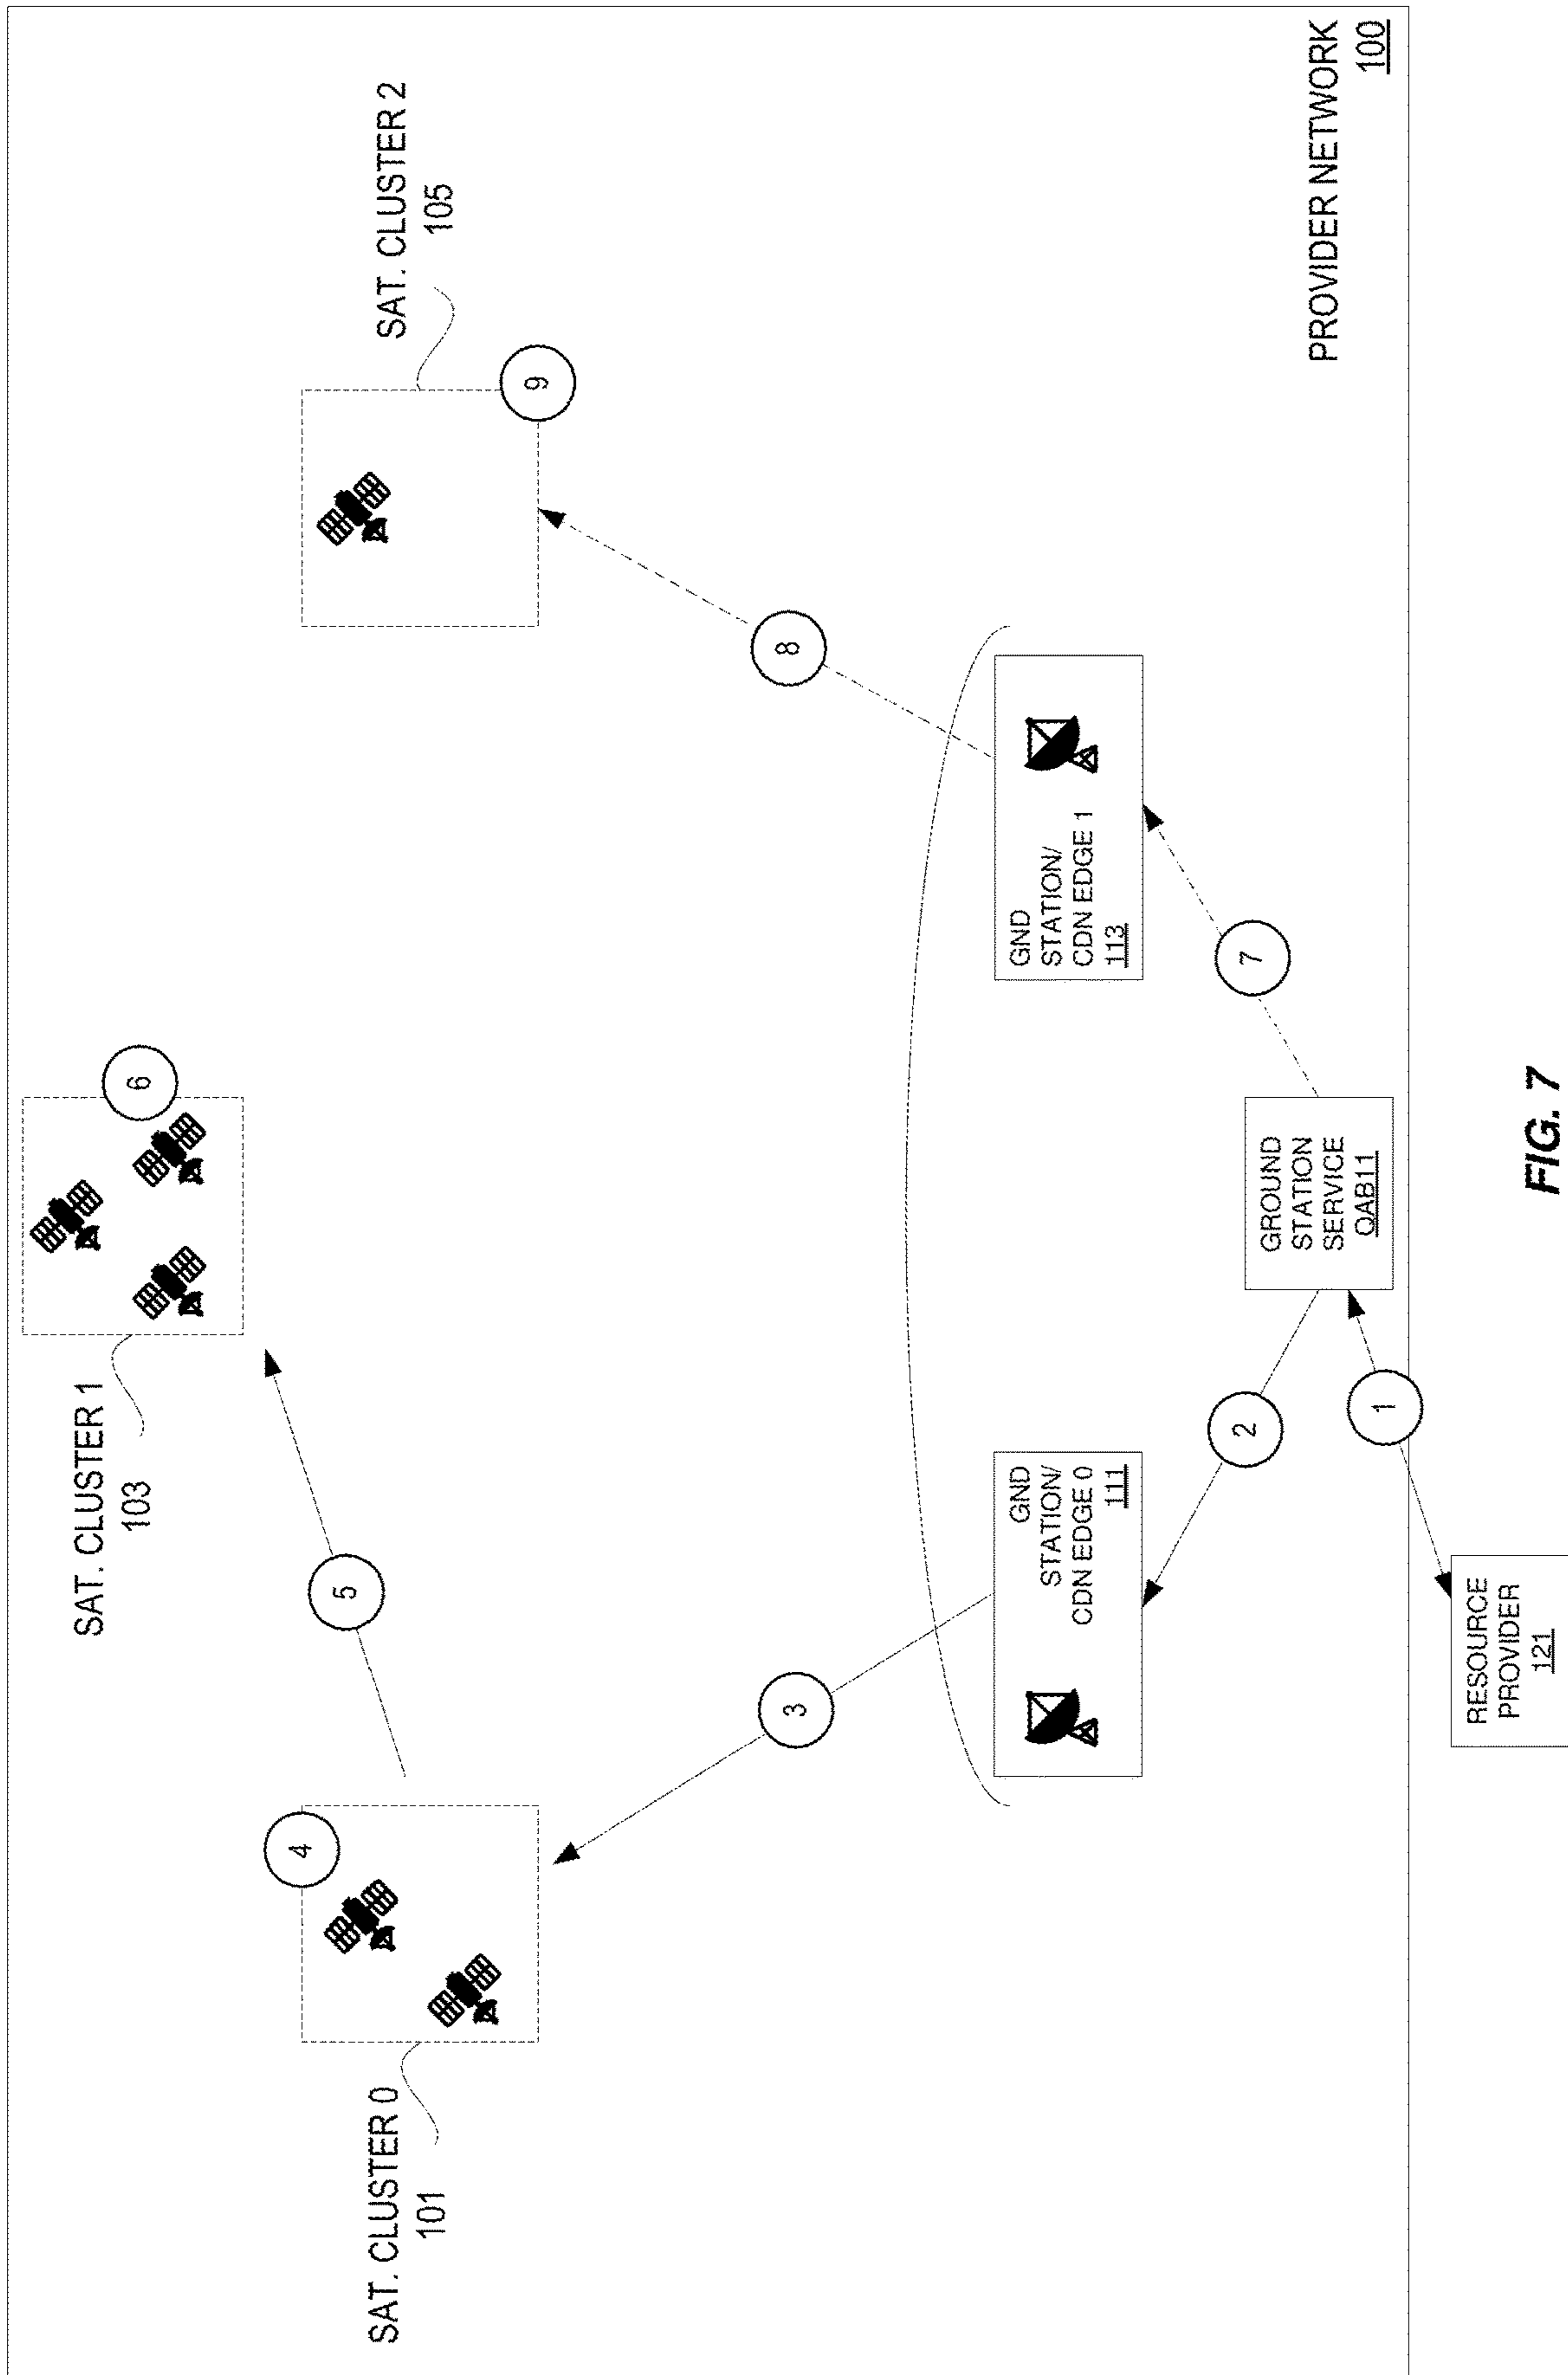 SAT. CLUSTER 1
103
6
5
SAT. CLUSTER 0
101
4
SAT. CLUSTER 2
105
9
3
8
GND
STATION/
CDN EDGE 0
111
GND
STATION/
CDN EDGE 1
113
2
7
GROUND
STATION
SERVICE
QAB11
1
PROVIDER NETWORK
100
RESOURCE
PROVIDER
121
FIG. 7